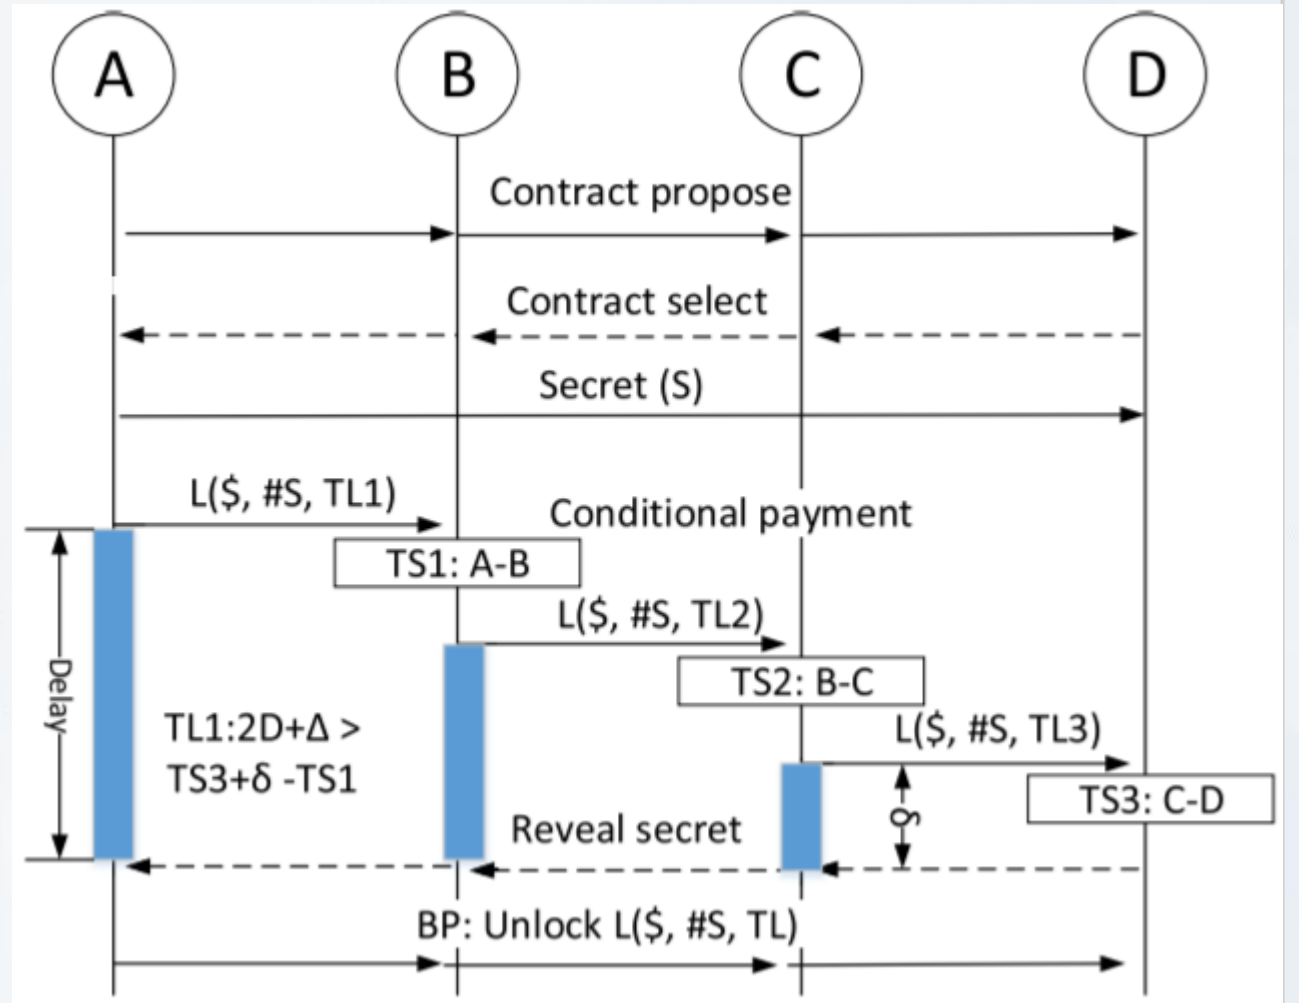 A B C D
Contract propose
Contract select
Secret (S)
L($, #S, TL1)
Conditional payment
TS1: A-B
L($, #S, TL2)
TS2: B-C
Delay
TL1:2D+Δ >
TS3+δ -TS1
L($, #S, TL3)
TS3: C-D
δ
Reveal secret
BP: Unlock L($, #S, TL)